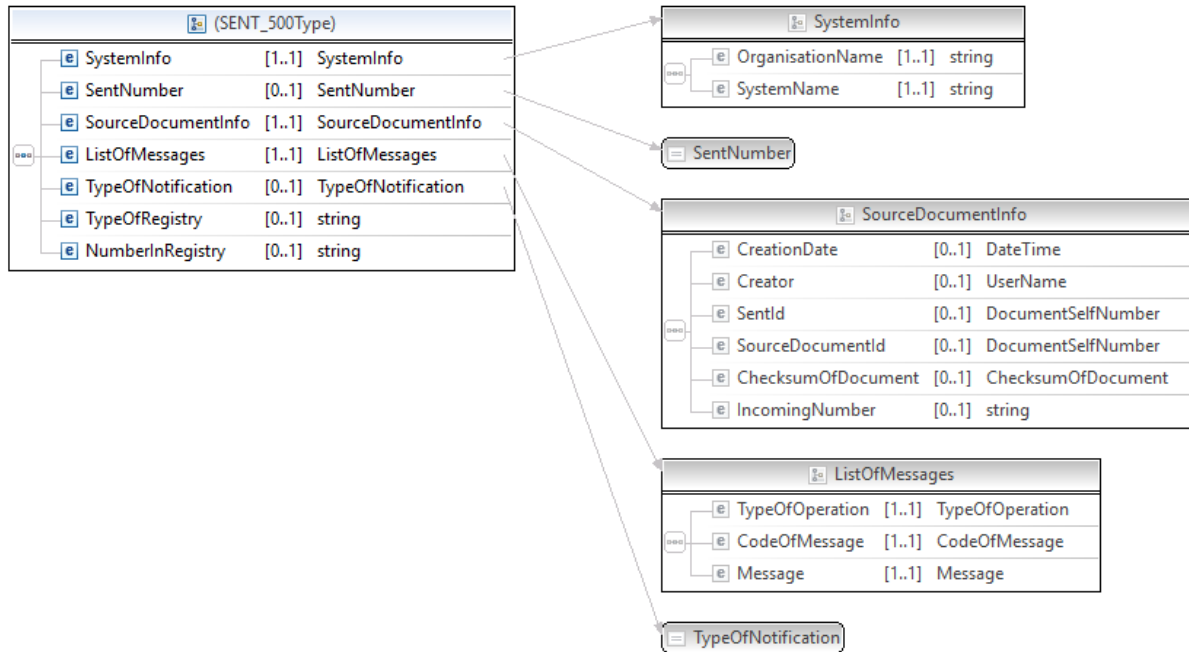 (SENT_500Type)
SystemInfo [1..1] SystemInfo
SentNumber [0..1] SentNumber
SourceDocumentInfo [1..1] SourceDocumentInfo
ListOfMessages [1..1] ListOfMessages
TypeOfNotification [0..1] TypeOfNotification
TypeOfRegistry [0..1] string
NumberInRegistry [0..1] string
SystemInfo
OrganisationName [1..1] string
SystemName [1..1] string
SentNumber
SourceDocumentInfo
CreationDate [0..1] DateTime
Creator [0..1] UserName
SentId [0..1] DocumentSelfNumber
SourceDocumentId [0..1] DocumentSelfNumber
ChecksumOfDocument [0..1] ChecksumOfDocument
IncomingNumber [0..1] string
ListOfMessages
TypeOfOperation [1..1] TypeOfOperation
CodeOfMessage [1..1] CodeOfMessage
Message [1..1] Message
TypeOfNotification